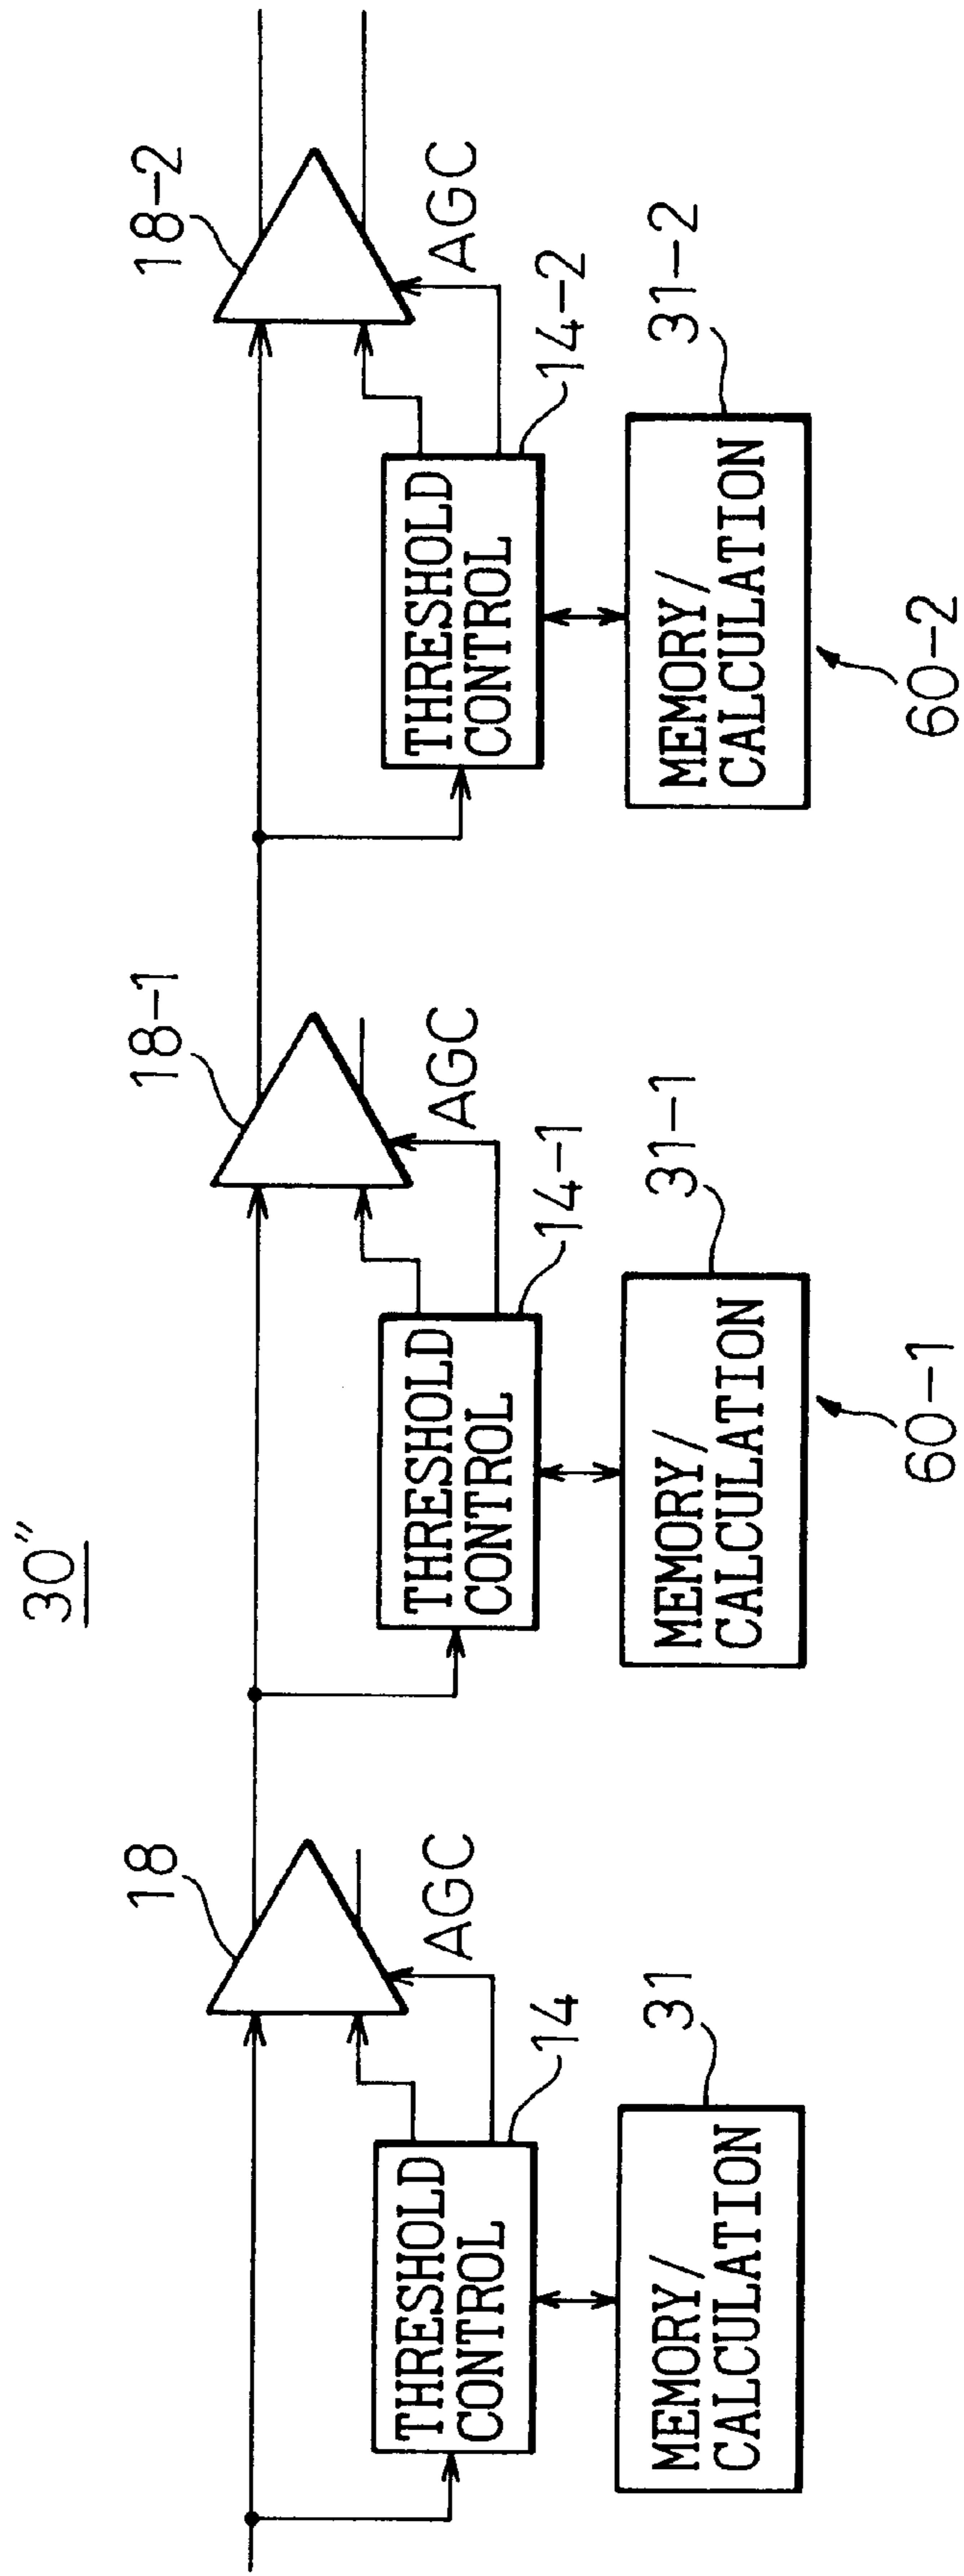 30″
18
AGC
14
THRESHOLD
CONTROL
31
MEMORY/
CALCULATION
18-1
AGC
14-1
THRESHOLD
CONTROL
31-1
MEMORY/
CALCULATION
60-1
18-2
AGC
14-2
THRESHOLD
CONTROL
31-2
MEMORY/
CALCULATION
60-2